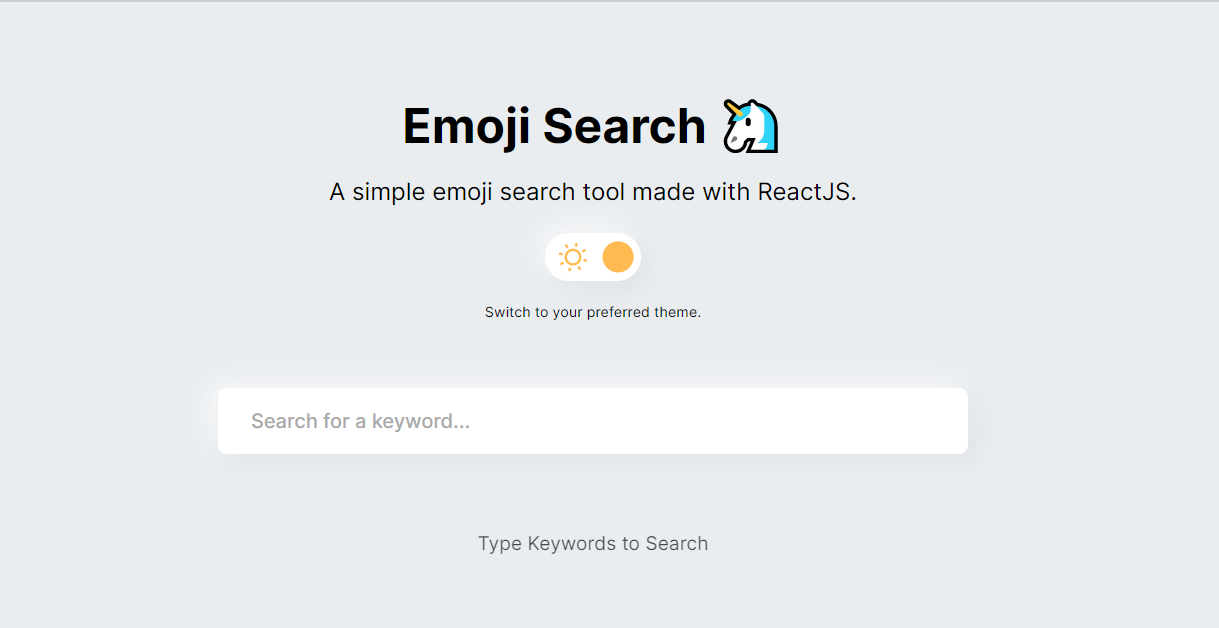 Emoji Search 🦄
A simple emoji search tool made with ReactJS.
Switch to your preferred theme.
Search for a keyword...
Type Keywords to Search